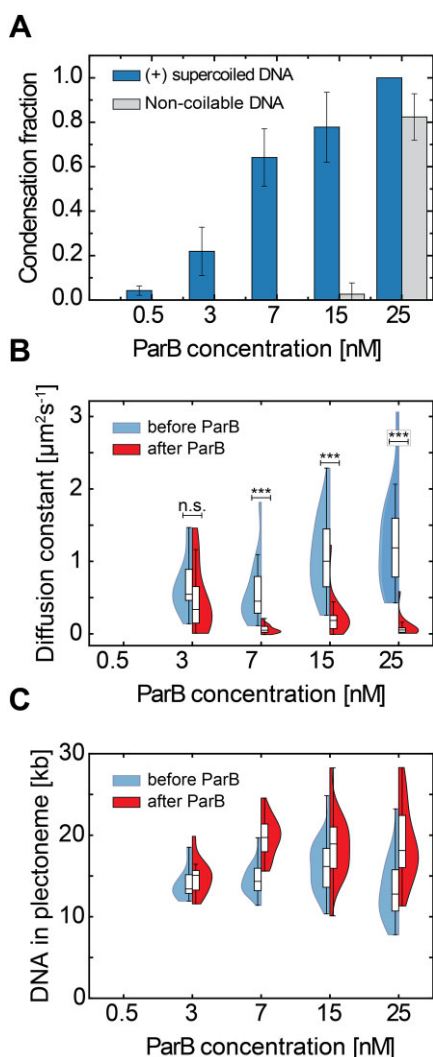 A
Condensation fraction
1.0
0.8
0.6
0.4
0.2
0.0
(+) supercoiled DNA
Non-coilable DNA
0.5 3 7 15 25
ParB concentration [nM]
B
Diffusion constant [µm²s⁻¹]
3
2
1
0
before ParB
after ParB
n.s. *** *** ***
0.5 3 7 15 25
ParB concentration [nM]
C
DNA in plectoneme [kb]
30
20
10
0
before ParB
after ParB
0.5 3 7 15 25
ParB concentration [nM]